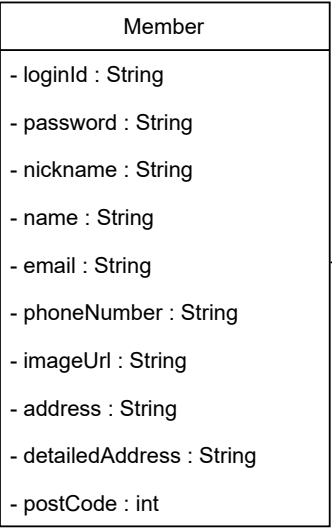 Member
- loginId : String
- password : String
- nickname : String
- name : String
- email : String
- phoneNumber : String
- imageUrl : String
- address : String
- detailedAddress : String
- postCode : int